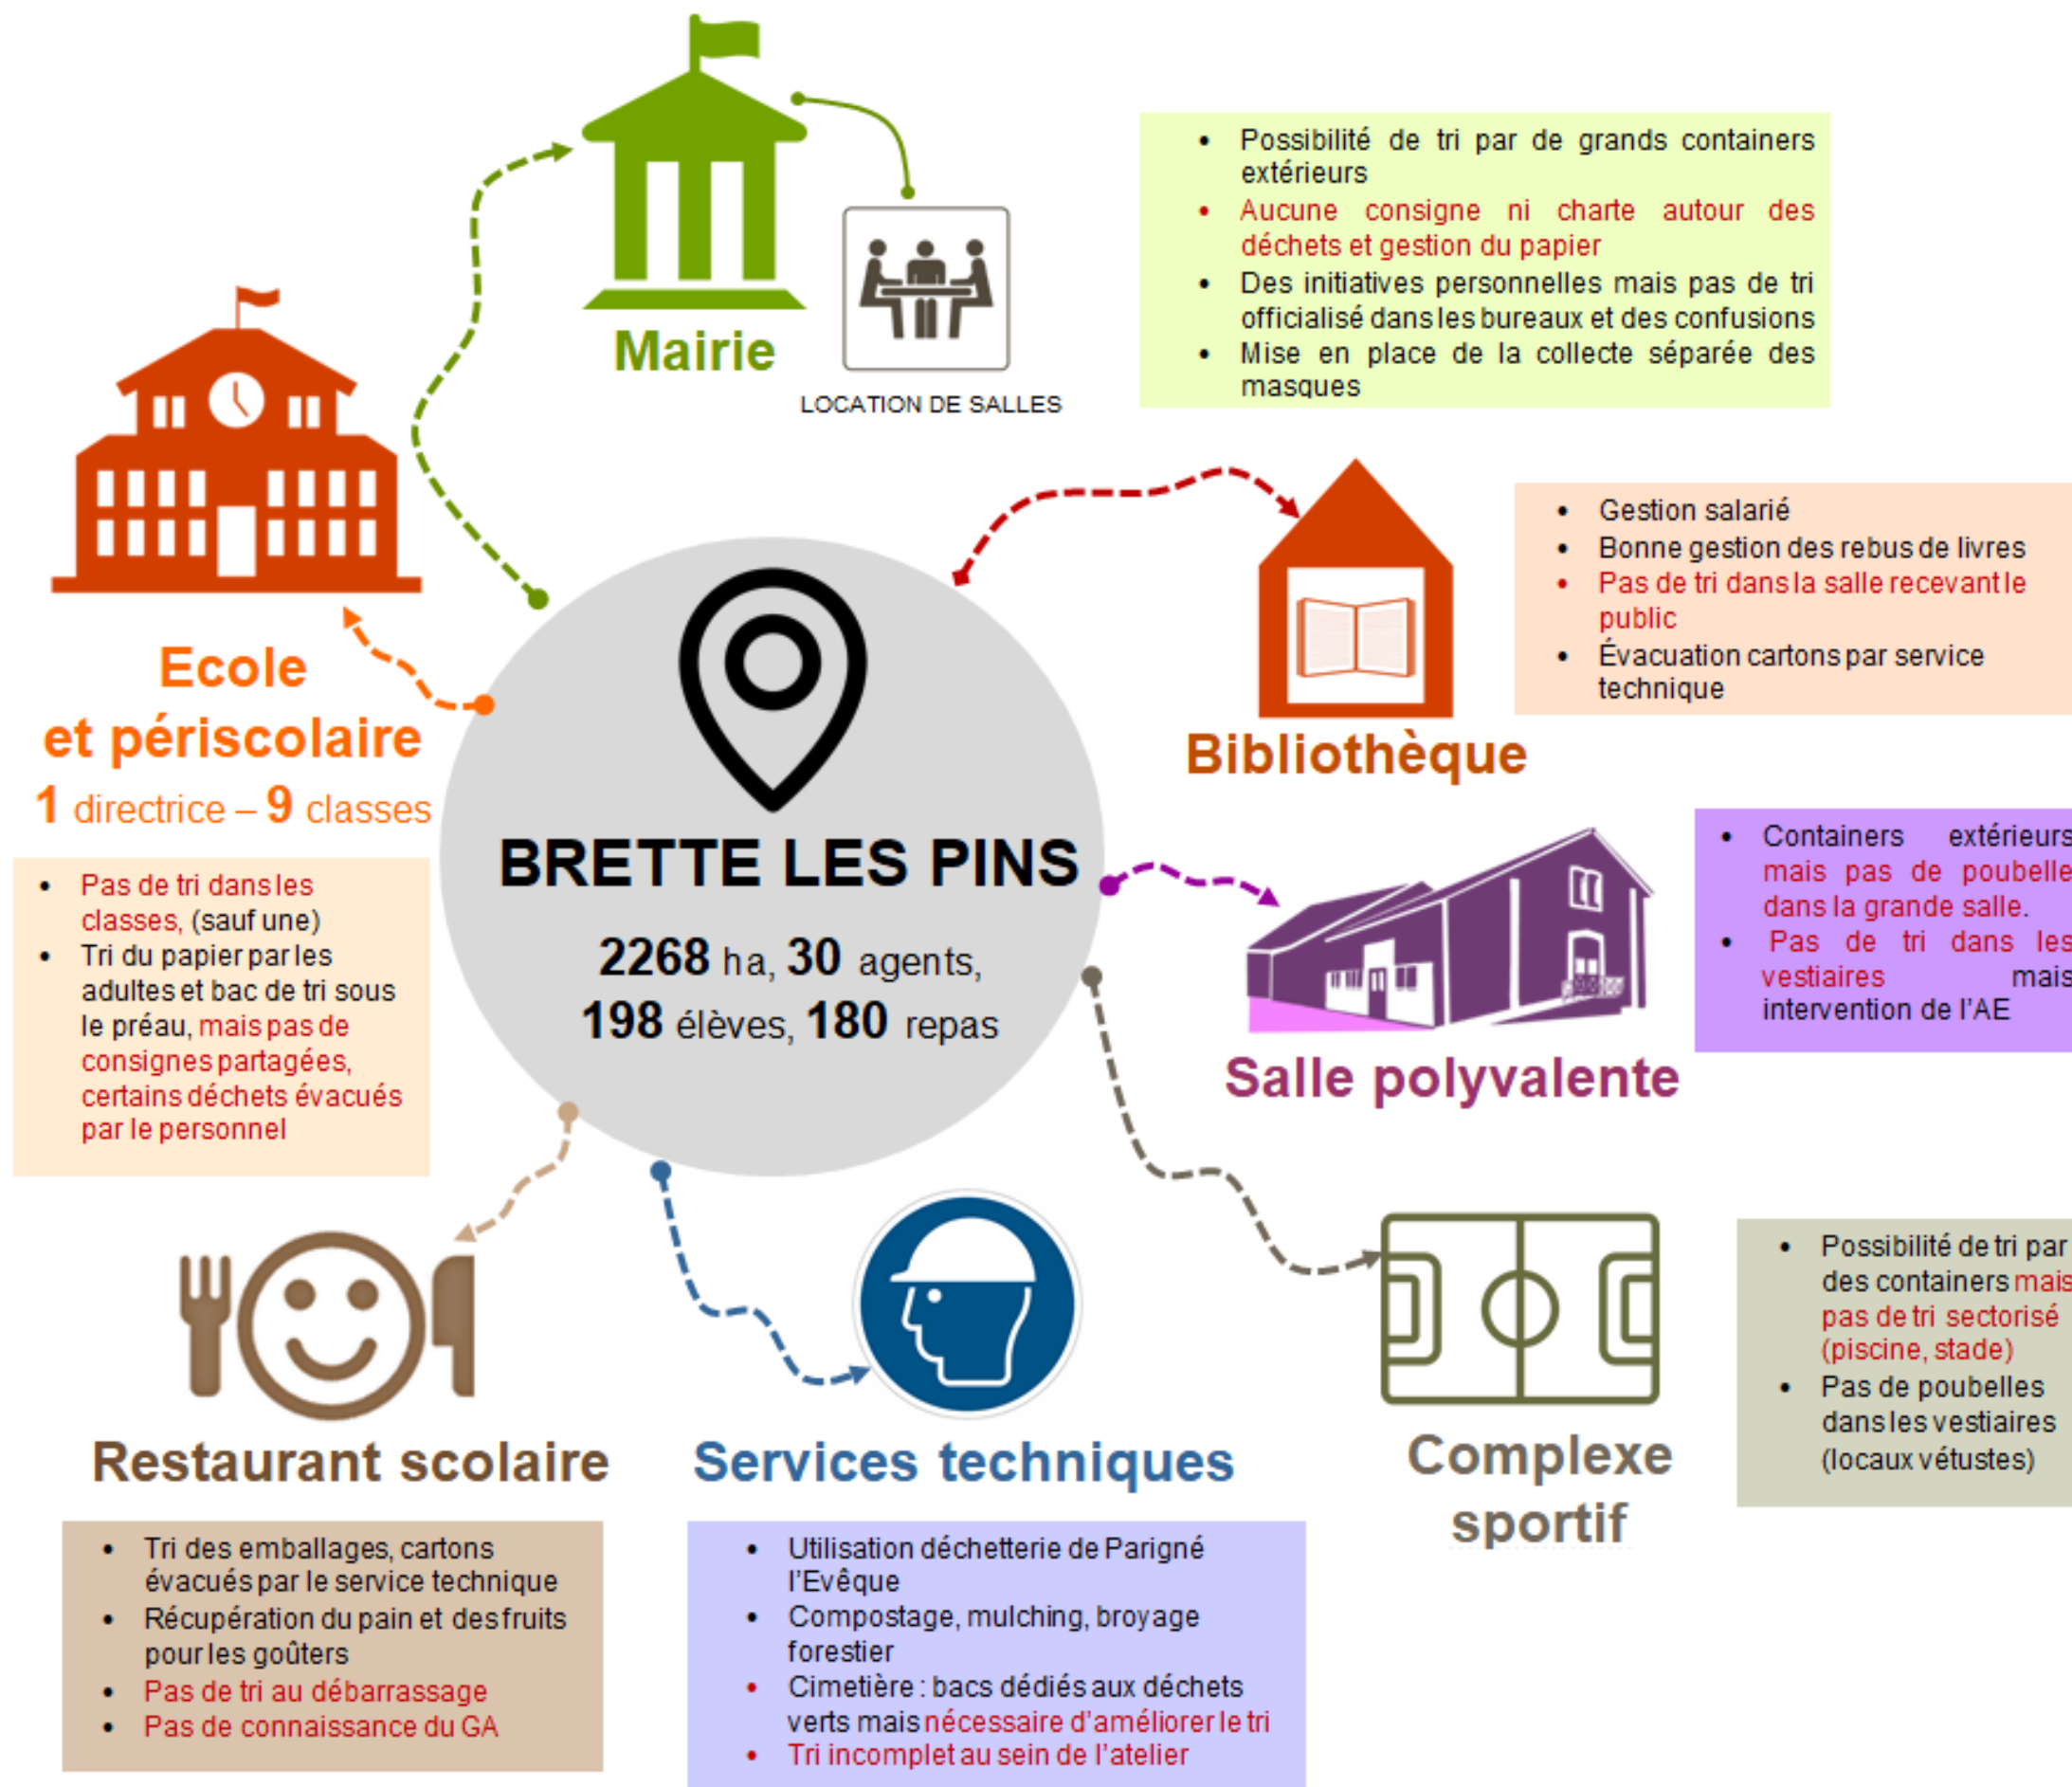 Mairie
LOCATION DE SALLES
• Possibilité de tri par de grands containers
extérieurs
• Aucune consigne ni charte autour des
déchets et gestion du papier
• Des initiatives personnelles mais pas de tri
officialisé dans les bureaux et des confusions
• Mise en place de la collecte séparée des
masques
Ecole
et périscolaire
1 directrice – 9 classes
• Pas de tri dans les
classes, (sauf une)
• Tri du papier par les
adultes et bac de tri sous
le préau, mais pas de
consignes partagées,
certains déchets évacués
par le personnel
BRETTE LES PINS
2268 ha, 30 agents,
198 élèves, 180 repas
Bibliothèque
• Gestion salarié
• Bonne gestion des rebus de livres
• Pas de tri dans la salle recevant le
public
• Évacuation cartons par service
technique
Salle polyvalente
• Containers extérieurs
mais pas de poubelle
dans la grande salle.
• Pas de tri dans les
vestiaires mais
intervention de l'AE
Complexe
sportif
• Possibilité de tri par
des containers mais
pas de tri sectorisé
(piscine, stade)
• Pas de poubelles
dans les vestiaires
(locaux vétustes)
Restaurant scolaire
• Tri des emballages, cartons
évacués par le service technique
• Récupération du pain et des fruits
pour les goûters
• Pas de tri au débarrassage
• Pas de connaissance du GA
Services techniques
• Utilisation déchetterie de Parigné
l'Evêque
• Compostage, mulching, broyage
forestier
• Cimetière : bacs dédiés aux déchets
verts mais nécessaire d'améliorer le tri
• Tri incomplet au sein de l'atelier